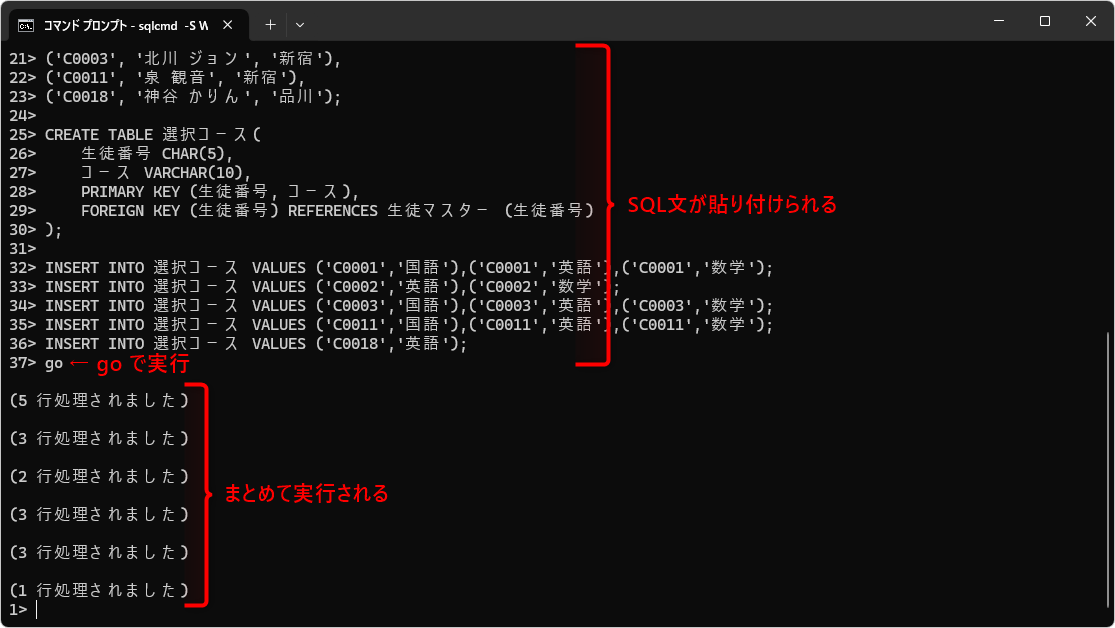 コマンド プロンプト - sqlcmd -S W
21> ('C0003', '北川 ジョン', '新宿'),
22> ('C0011', '泉 観音', '新宿'),
23> ('C0018', '神谷 かりん', '品川');
24>
25> CREATE TABLE 選択コース(
26>     生徒番号 CHAR(5),
27>     コース VARCHAR(10),
28>     PRIMARY KEY (生徒番号, コース),
29>     FOREIGN KEY (生徒番号) REFERENCES 生徒マスター (生徒番号)
SQL文が貼り付けられる
30> );
31>
32> INSERT INTO 選択コース VALUES ('C0001','国語'),('C0001','英語'),('C0001','数学');
33> INSERT INTO 選択コース VALUES ('C0002','英語'),('C0002','数学');
34> INSERT INTO 選択コース VALUES ('C0003','国語'),('C0003','英語'),('C0003','数学');
35> INSERT INTO 選択コース VALUES ('C0011','国語'),('C0011','英語'),('C0011','数学');
36> INSERT INTO 選択コース VALUES ('C0018','英語');
37> go ← go で実行
(5 行処理されました)
(3 行処理されました)
(2 行処理されました)
まとめて実行される
(3 行処理されました)
(3 行処理されました)
(1 行処理されました)
1>